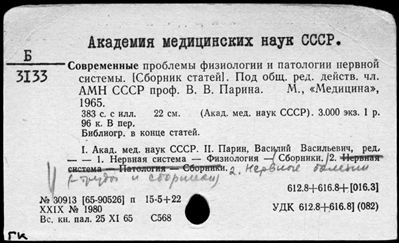 Академия медицинских наук СССР.
Б
3133
Современные проблемы физиологии и патологии нервной
системы. [Сборник статей]. Под общ. ред. действ. чл.
АМН СССР проф. В. В. Парина. М., «Медицина»,
1965.
383 с. с илл. 22 см. (Акад. мед. наук СССР). 3.000 экз. 1 р.
96 к. В пер.
Библиогр. в конце статей.
I. Акад. мед. наук СССР. II. Парин, Василий Васильевич, ред.
— — 1. Нервная система — Физиология — Сборники. 2. Нервная
система — Патология — Сборники. 2. Нервные болезни
(труды и сборники)
612.8+616.8+[016.3]
№ 30913 [65-90526] п 15-5+22
XXIX № 1980
УДК 612.8+616.8] (082)
Вс. кн. пал. 25 XI 65 С568
ГК